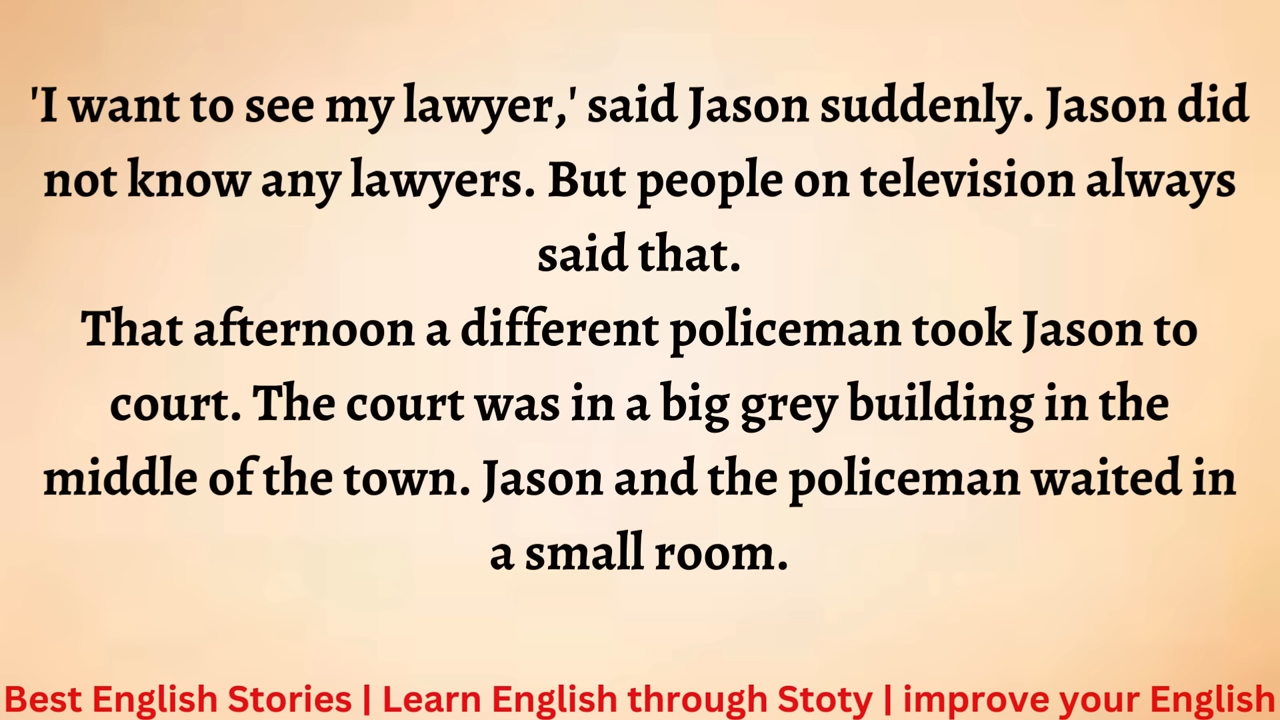 'I want to see my lawyer,' said Jason suddenly. Jason did
not know any lawyers. But people on television always
said that.
That afternoon a different policeman took Jason to
court. The court was in a big grey building in the
middle of the town. Jason and the policeman waited in
a small room.
Best English Stories | Learn English through Stoty | improve your English